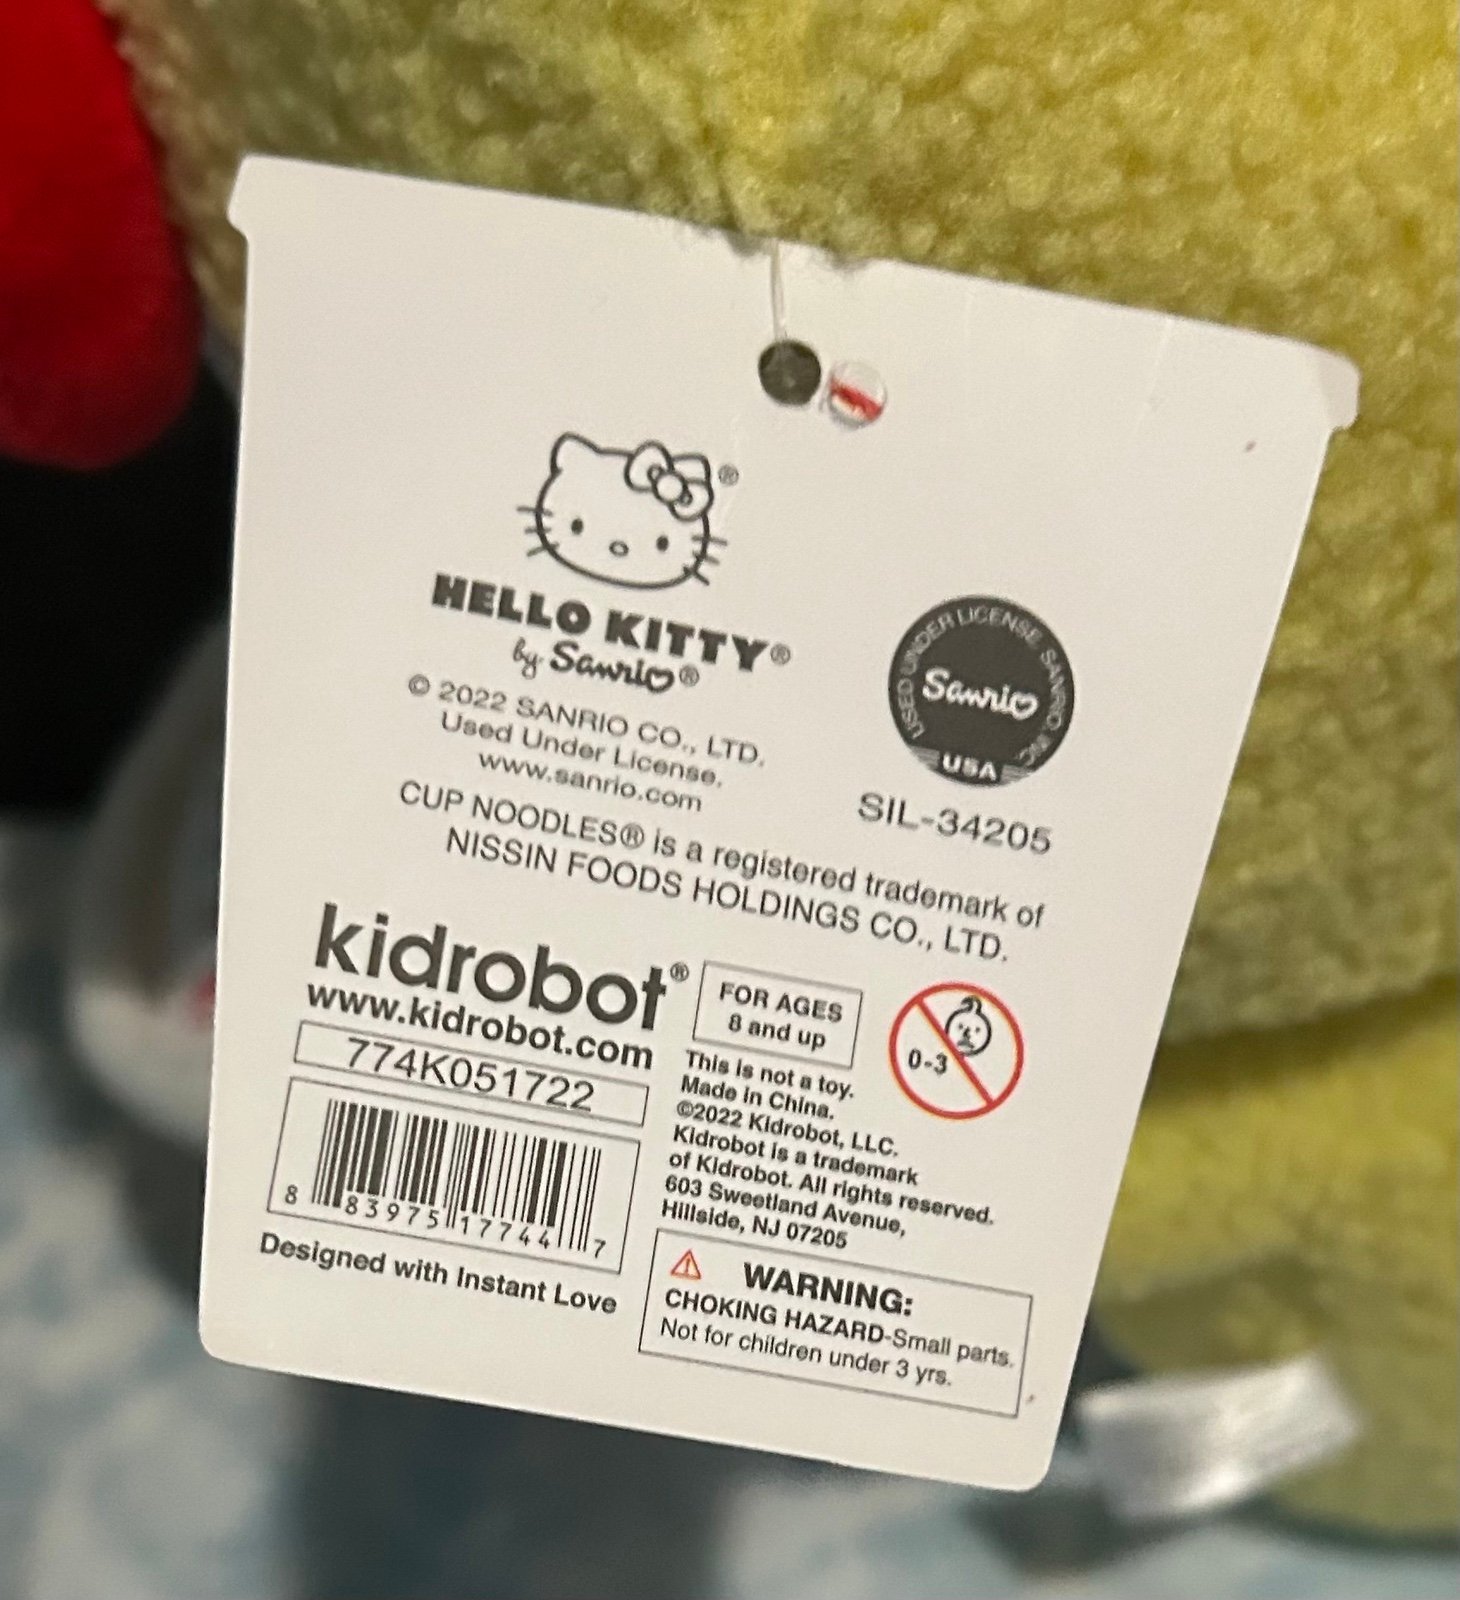 ®
HELLO KITTY®
by Sanrio®
© 2022 SANRIO CO., LTD.
Used Under License.
www.sanrio.com
USED UNDER LICENSE. SANRIO, INC.
Sanrio
USA
SIL-34205
CUP NOODLES® is a registered trademark of
NISSIN FOODS HOLDINGS CO., LTD.
kidrobot®
www.kidrobot.com
774K051722
8 83975 17744 7
Designed with Instant Love
FOR AGES
8 and up
0-3
This is not a toy.
Made in China.
©2022 Kidrobot, LLC.
Kidrobot is a trademark
of Kidrobot. All rights reserved.
603 Sweetland Avenue,
Hillside, NJ 07205
WARNING:
CHOKING HAZARD-Small parts.
Not for children under 3 yrs.